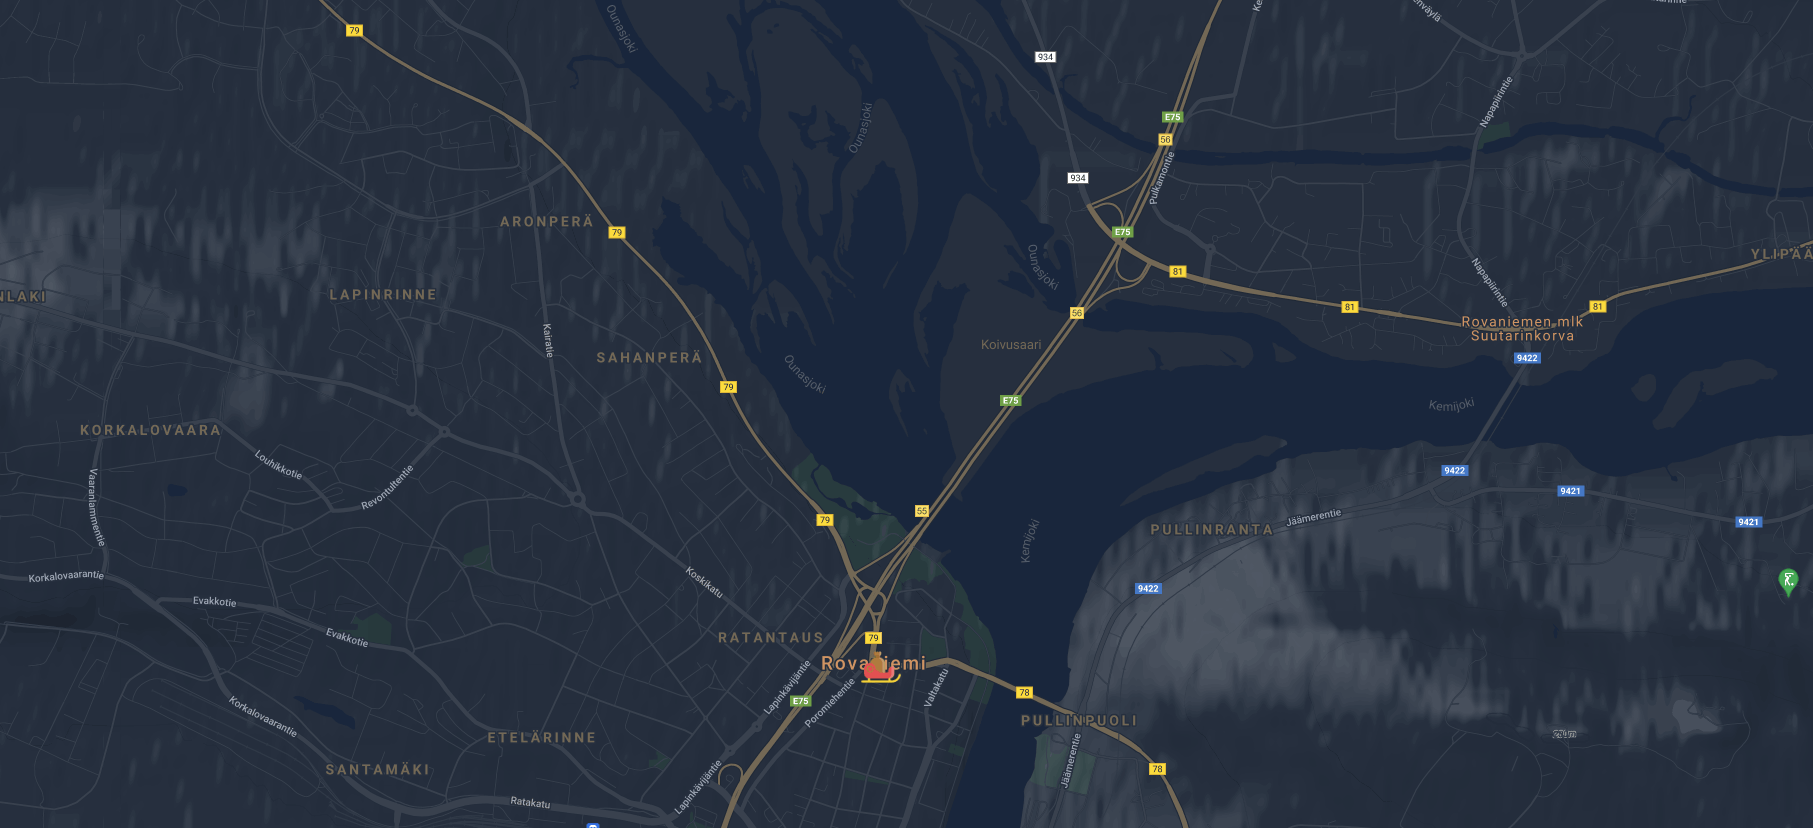 79
Ounasjoki
934
E75
56
Napapiirintie
Ounasjoki
934
Pulkamontie
ARONPERÄ
79
E75
YLIPÄÄ
Ounasjoki
81
Napapiirintie
NLAKI
LAPINRINNE
56
81
81
Rovaniemen mlk
Suutarinkorva
Kairatie
Koivusaari
SAHANPERÄ
9422
Ounasjoki
79
E75
Kemijoki
KORKALOVAARA
Louhikkotie
Revontultentie
9422
9421
Vaaranlammentie
79
55
Jäämerentie
9421
PULLINRANTA
Kemijoki
Korkalovaarantie
Koskikatu
9422
Evakkotie
Evakkotie
RATANTAUS
79
Rovaniemi
Lapinkävijäntie
E75
Poromiehentie
Valtakatu
78
Korkalovaarantie
PULLINPUOLI
ETELÄRINNE
Jäämerentie
SANTAMÄKI
78
Lapinkävijäntie
Ratakatu